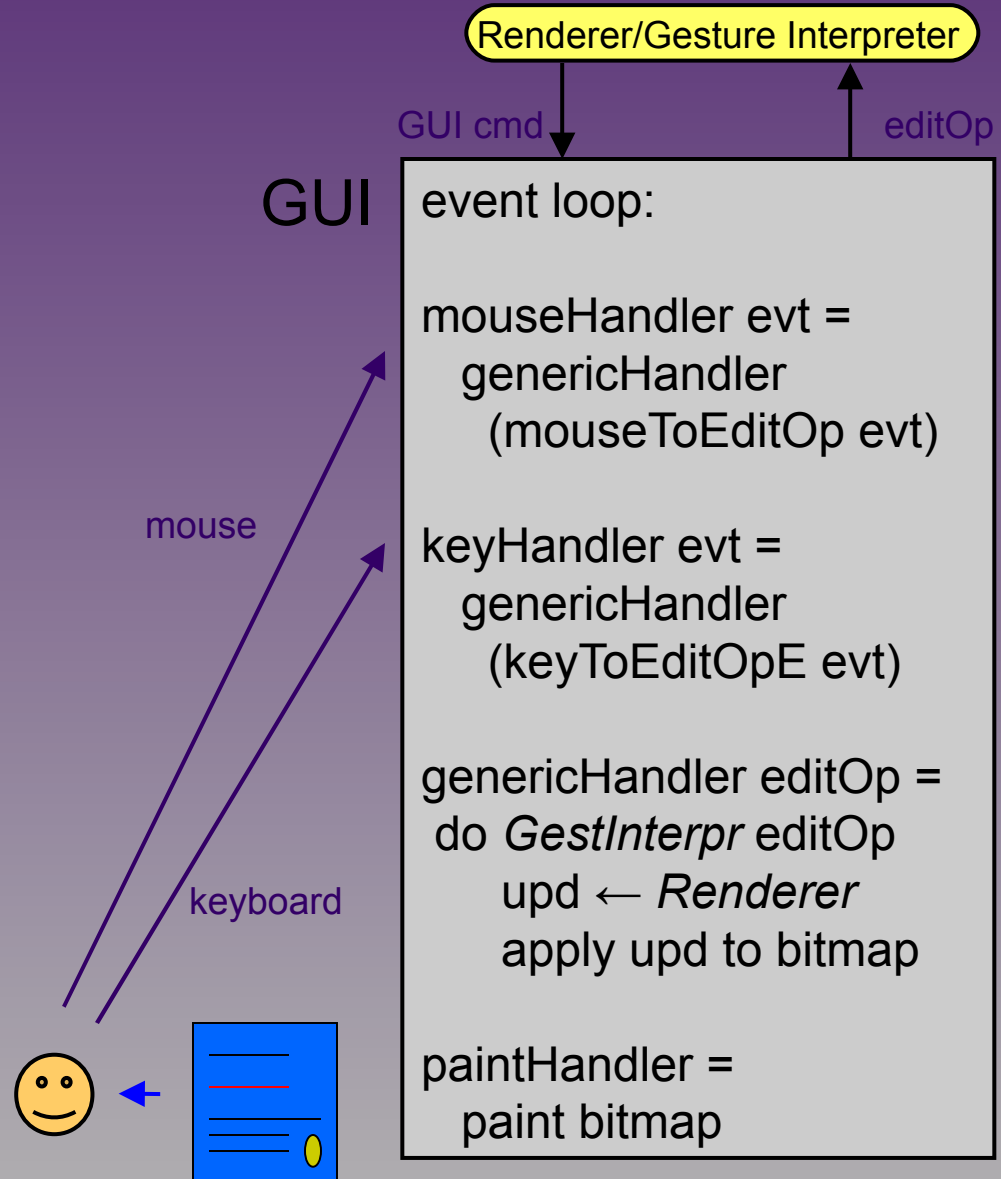 Renderer/Gesture Interpreter
GUI cmd
editOp
GUI
event loop:
mouseHandler evt =
genericHandler
(mouseToEditOp evt)
mouse
keyHandler evt =
genericHandler
(keyToEditOpE evt)
genericHandler editOp =
do GestInterpr editOp
keyboard
upd ← Renderer
apply upd to bitmap
paintHandler =
paint bitmap